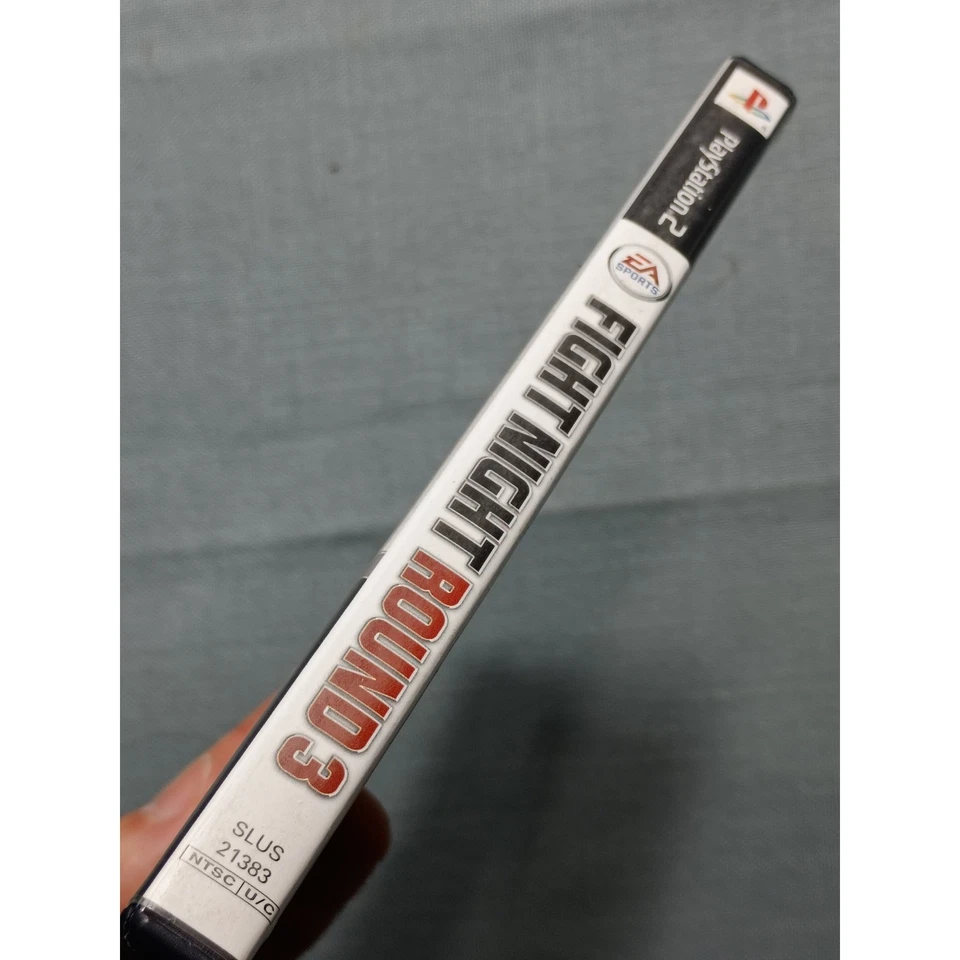 PlayStation.2
EA
SPORTS
FIGHT NIGHT ROUND 3
SLUS
21383
NTSC U/C